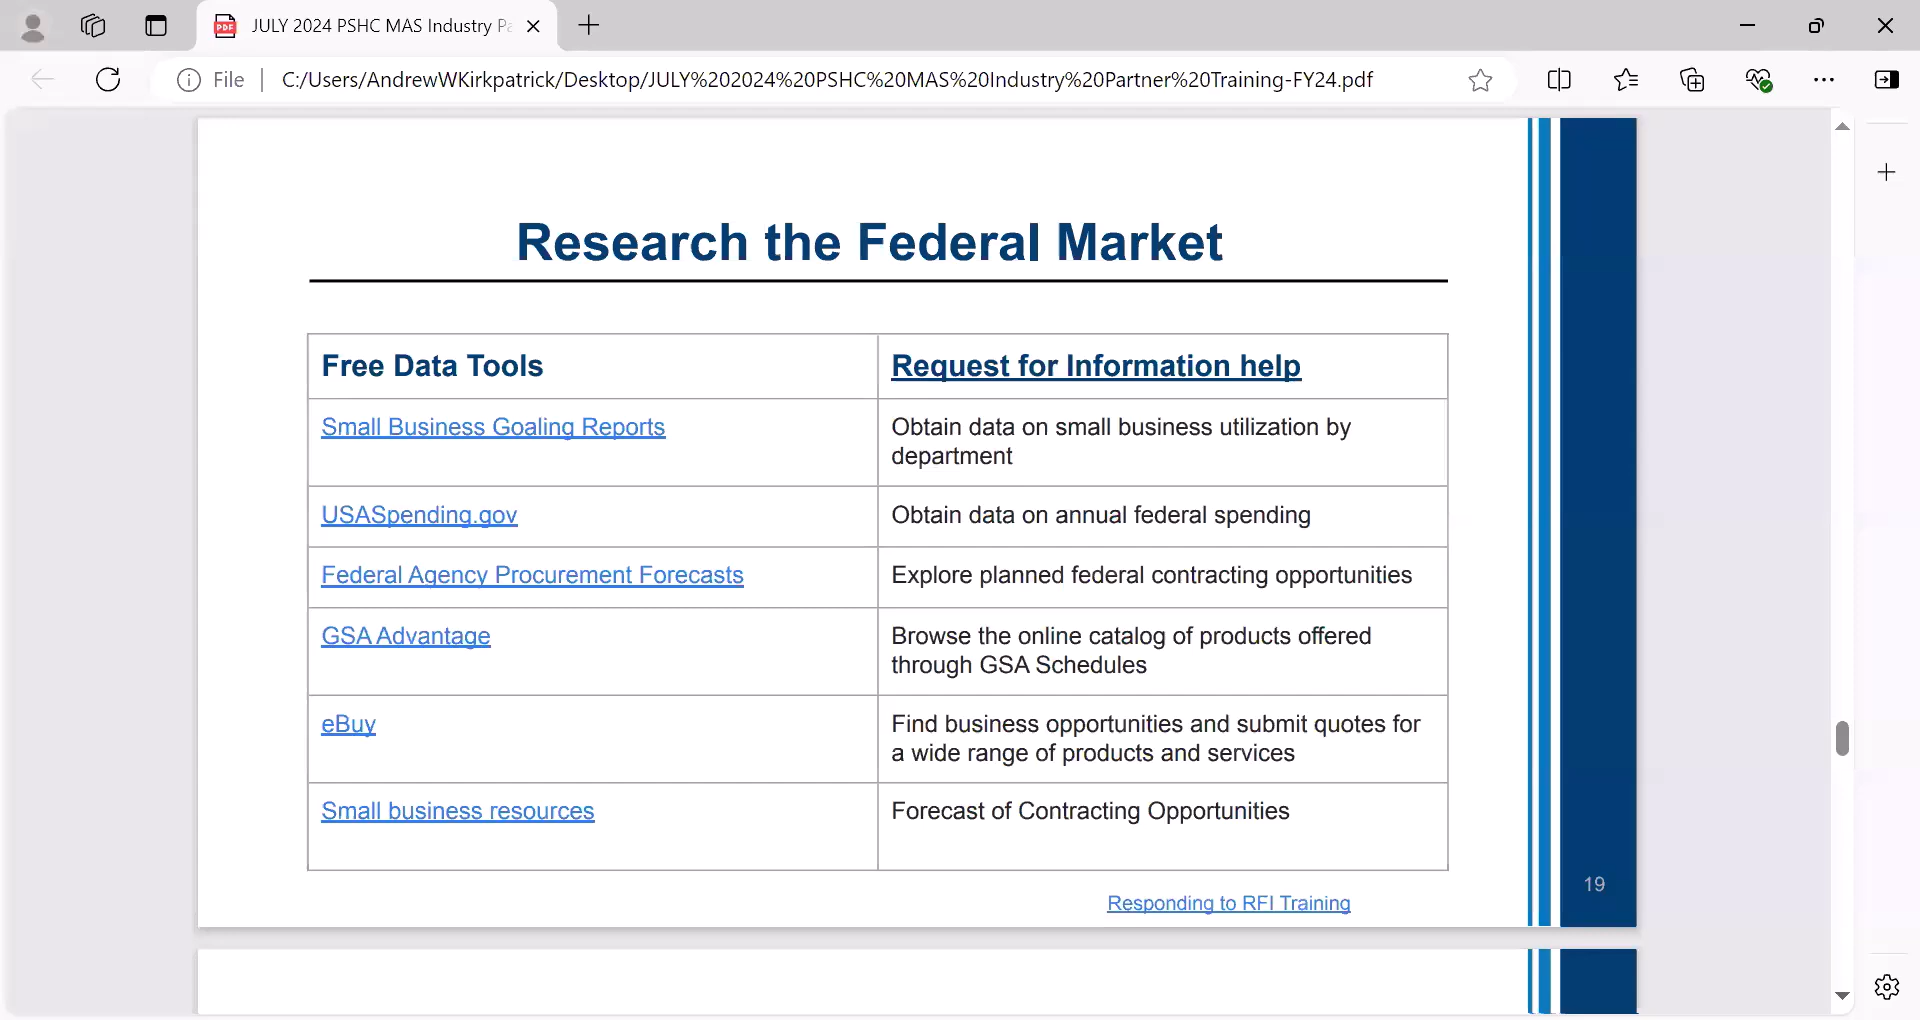 JULY 2024 PSHC MAS Industry Pa
File
C:/Users/AndrewWKirkpatrick/Desktop/JULY%202024%20PSHC%20MAS%20Industry%20Partner%20Training-FY24.pdf
Research the Federal Market
Free Data Tools
Request for Information help
Small Business Goaling Reports
Obtain data on small business utilization by
department
USASpending.gov
Obtain data on annual federal spending
Federal Agency Procurement Forecasts
Explore planned federal contracting opportunities
GSA Advantage
Browse the online catalog of products offered
through GSA Schedules
eBuy
Find business opportunities and submit quotes for
a wide range of products and services
Small business resources
Forecast of Contracting Opportunities
19
Responding to RFI Training